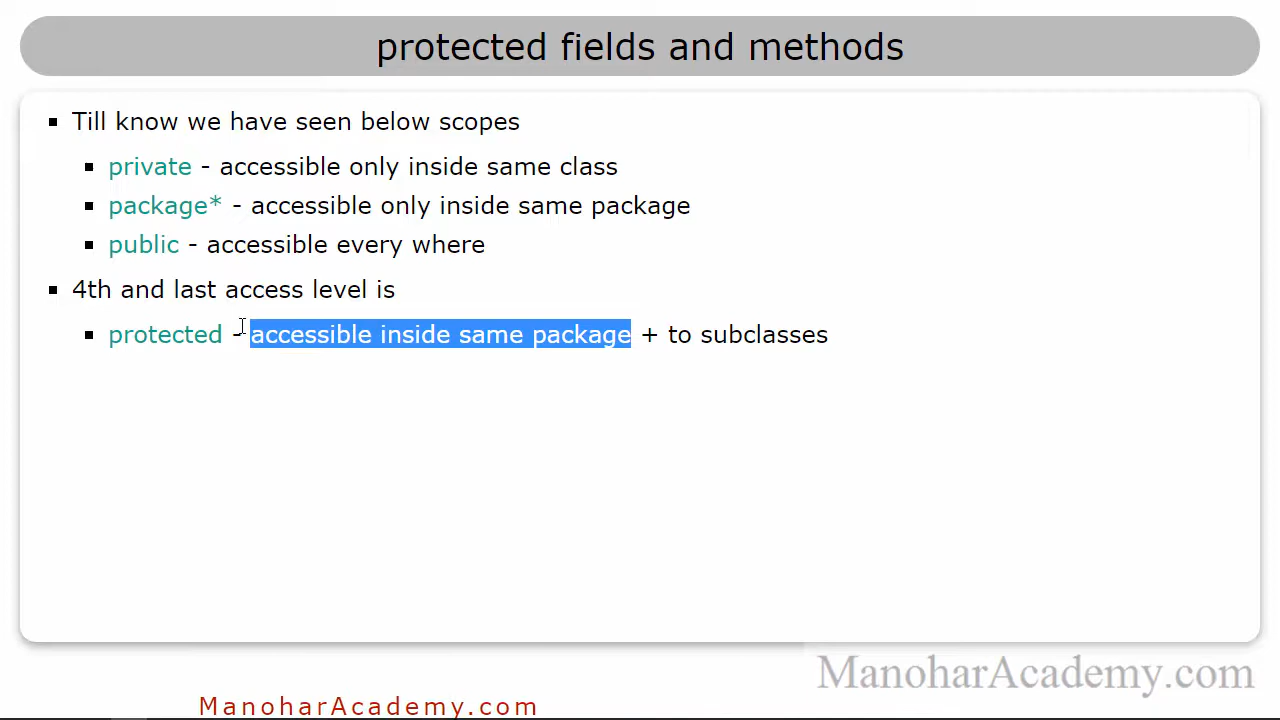 protected fields and methods
Till know we have seen below scopes
private - accessible only inside same class
package* - accessible only inside same package
public - accessible every where
4th and last access level is
protected - accessible inside same package + to subclasses
ManoharAcademy.com
ManoharAcademy.com